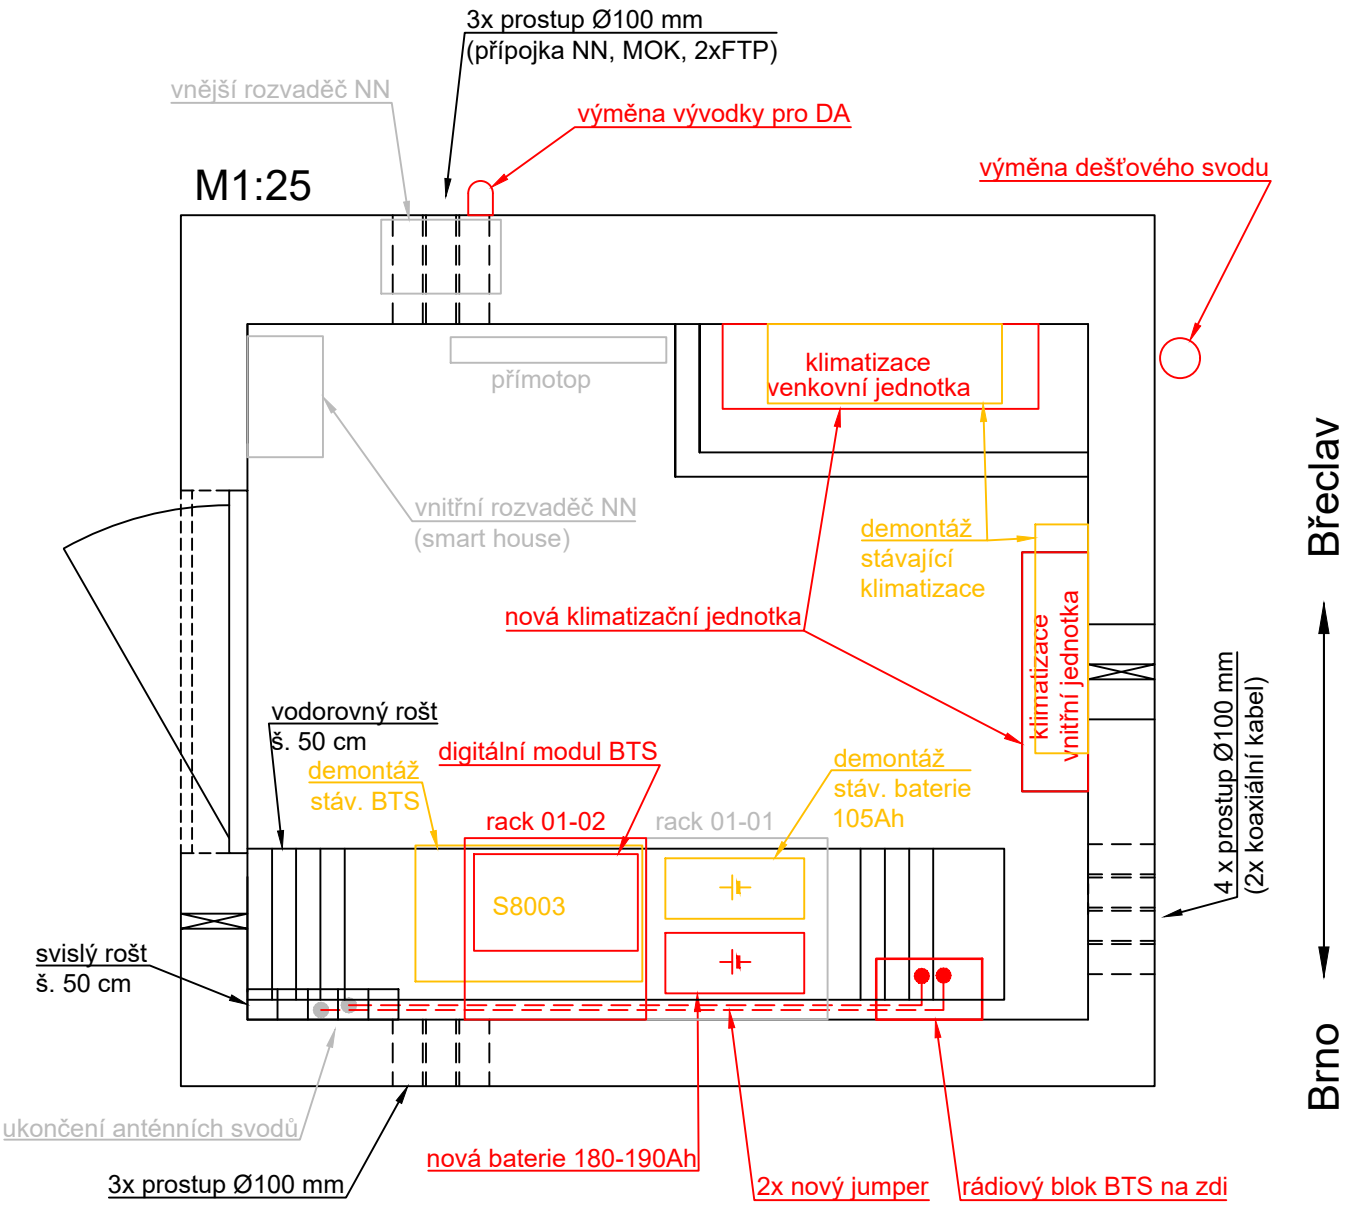 3x prostup Ø100 mm
(přípojka NN, MOK, 2xFTP)
vnější rozvaděč NN
výměna vývodky pro DA
výměna dešťového svodu
M1:25
klimatizace
venkovní jednotka
přímotop
vnitřní rozvaděč NN
(smart house)
demontáž
stávající
klimatizace
nová klimatizační jednotka
klimatizace
vnitřní jednotka
Břeclav
Brno
4 x prostup Ø100 mm
(2x koaxiální kabel)
vodorovný rošt
š. 50 cm
demontáž
stáv. BTS
digitální modul BTS
demontáž
stáv. baterie
105Ah
rack 01-02
rack 01-01
S8003
svislý rošt
š. 50 cm
ukončení anténních svodů
3x prostup Ø100 mm
nová baterie 180-190Ah
2x nový jumper
rádiový blok BTS na zdi